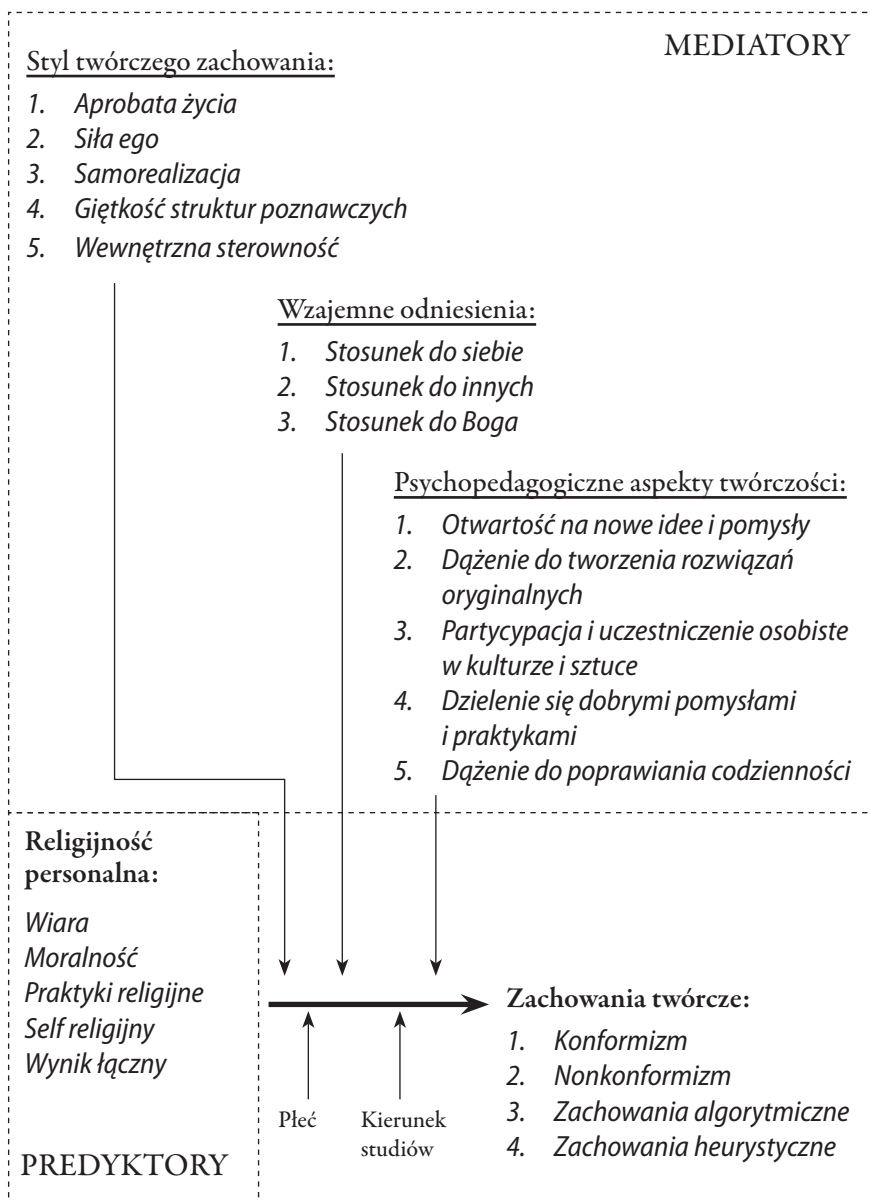 MEDIATORY
Styl twórczego zachowania:
1. Aprobata życia
2. Siła ego
3. Samorealizacja
4. Giętkość struktur poznawczych
5. Wewnętrzna sterowność
Wzajemne odniesienia:
1. Stosunek do siebie
2. Stosunek do innych
3. Stosunek do Boga
Psychopedagogiczne aspekty twórczości:
1. Otwartość na nowe idee i pomysły
2. Dążenie do tworzenia rozwiązań
oryginalnych
3. Partycypacja i uczestniczenie osobiste
w kulturze i sztuce
4. Dzielenie się dobrymi pomysłami
i praktykami
5. Dążenie do poprawiania codzienności
Religijność
personalna:
Wiara
Moralność
Praktyki religijne
Self religijny
Wynik łączny
PREDYKTORY
Płeć
Kierunek
studiów
Zachowania twórcze:
1. Konformizm
2. Nonkonformizm
3. Zachowania algorytmiczne
4. Zachowania heurystyczne